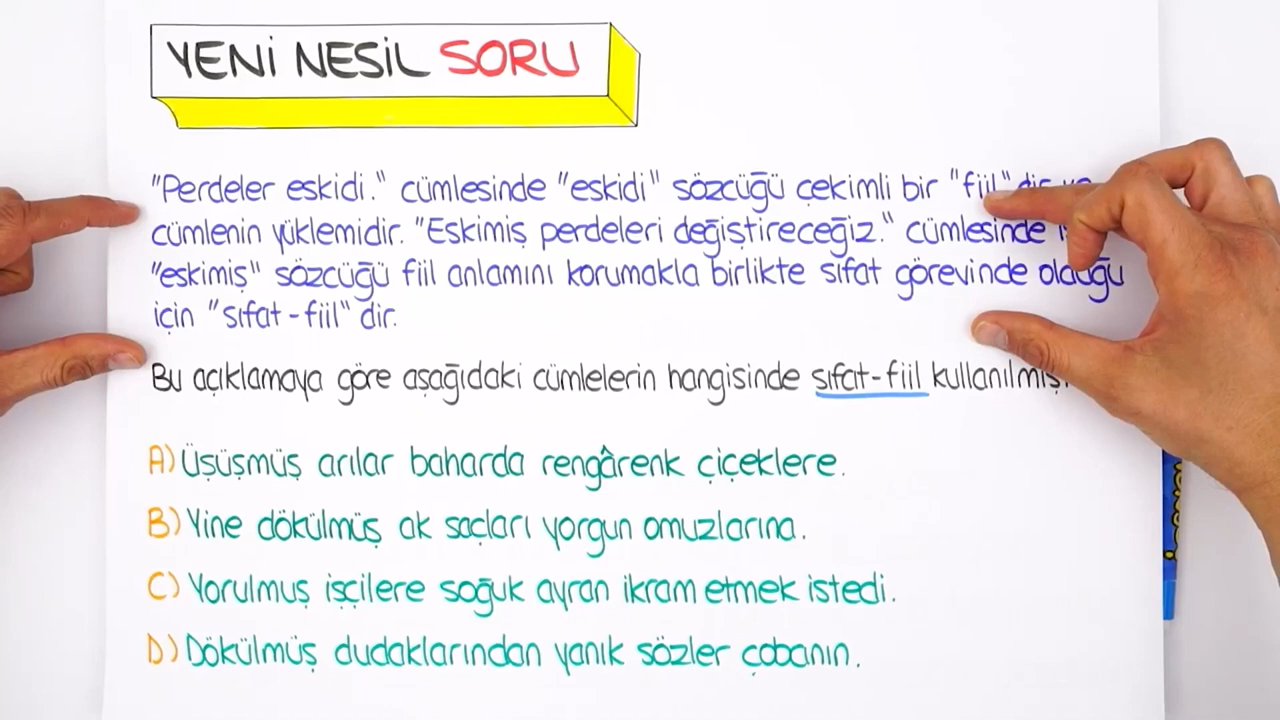 YENİ NESİL SORU
"Perdeler eskidi." cümlesinde "eskidi" sözcüğü çekimli bir "fiil" dir
cümlenin yüklemidir. "Eskimiş perdeleri değiştireceğiz." cümlesinde
"eskimiş" sözcüğü fiil anlamını korumakla birlikte sıfat görevinde olduğu
için "sıfat-fiil" dir.
Bu açıklamaya göre aşağıdaki cümlelerin hangisinde sıfat-fiil kullanılmış
A) Üşüşmüş arılar baharda rengârenk çiçeklere.
B) Yine dökülmüş ak saçları yorgun omuzlarına.
C) Yorulmuş işçilere soğuk ayran ikram etmek istedi.
D) Dökülmüş dudaklarından yanık sözler çobanın.